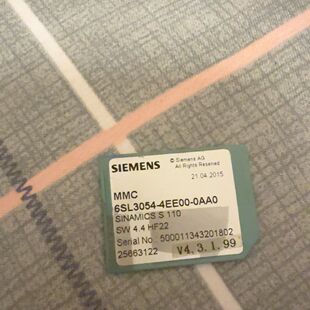 © Siemens AG
All Rights Reserved
SIEMENS
21.04.2015
MMC
6SL3054-4EE00-0AA0
SINAMICS S 110
SW 4.4 HF22
Serial No.: 500011343201802
25663122
V4.3.1.99